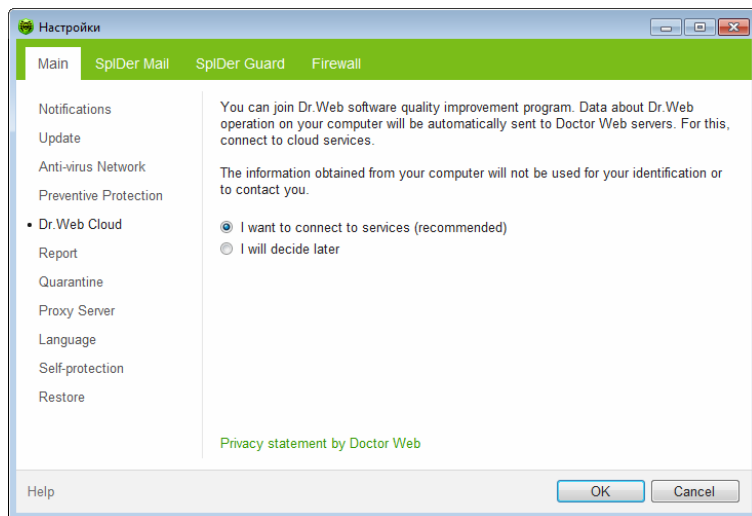 Настройки
Main
SpIDer Mail
SpIDer Guard
Firewall
Notifications
Update
Anti-virus Network
Preventive Protection
Dr.Web Cloud
Report
Quarantine
Proxy Server
Language
Self-protection
Restore
You can join Dr.Web software quality improvement program. Data about Dr.Web
operation on your computer will be automatically sent to Doctor Web servers. For this,
connect to cloud services.
The information obtained from your computer will not be used for your identification or
to contact you.
I want to connect to services (recommended)
I will decide later
Privacy statement by Doctor Web
Help
OK
Cancel